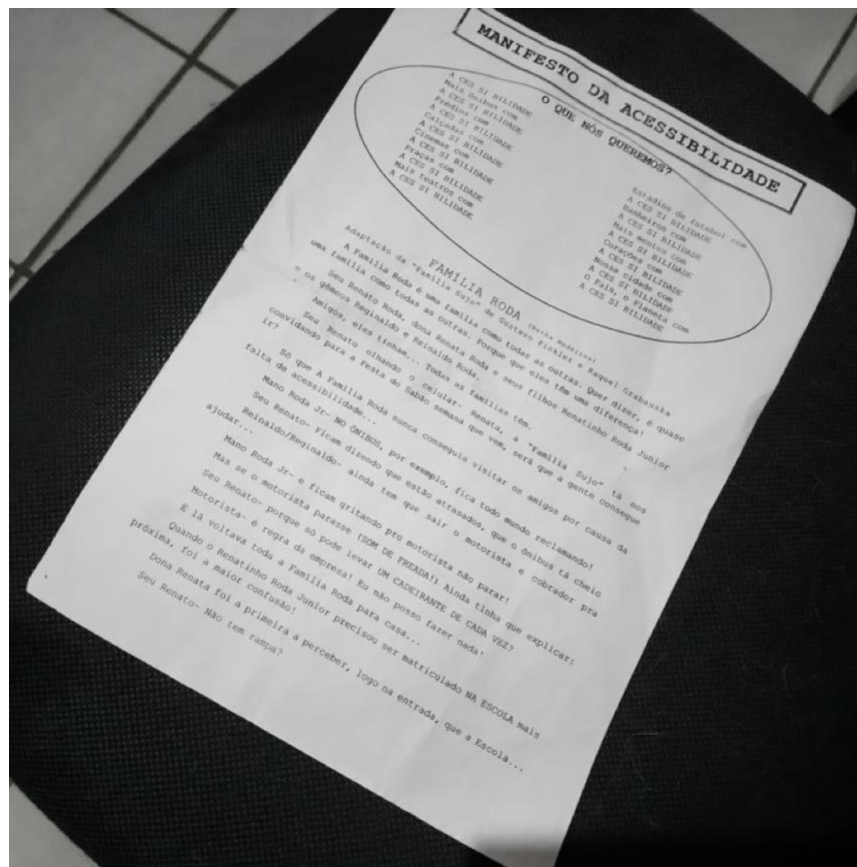 MANIFESTO DA ACESSIBILIDADE
O QUE NÓS QUEREMOS?
A CES SI BILIDADE
Mais ônibus com
A CES SI BILIDADE
Prédios com
A CES SI BILIDADE
Calçadas com
A CES SI BILIDADE
Cinemas com
A CES SI BILIDADE
Praças com
A CES SI BILIDADE
Mais teatros com
A CES SI BILIDADE
Estádios de futebol com
A CES SI BILIDADE
Banheiros com
A CES SI BILIDADE
Mais mentes com
A CES SI BILIDADE
Corações com
A CES SI BILIDADE
Nossa cidade com
A CES SI BILIDADE
O País, o Planeta com
A CES SI BILIDADE
FAMÍLIA RODA
Adaptação da "Família Sujo" de Gustavo Finkler e Raquel Grabauska
A Família Roda é uma família como todas as outras. Quer dizer, é quase
uma família como todas as outras. Porque que eles têm uma diferença!
Seu Renato Roda, dona Renata Roda e seus filhos Renatinho Roda Junior
e os gêmeos Reginaldo e Reinaldo Roda.
Amigos, eles tinham... Todas as famílias têm.
Seu Renato olhando o celular- Renata, a "Família Sujo" tá nos
convidando para a Festa do Sabão semana que vem, será que a gente consegue
ir?
Só que A Família Roda nunca conseguia visitar os amigos por causa da
falta de acessibilidade...
Mano Roda Jr- NO ÔNIBUS, por exemplo, fica todo mundo reclamando!
Seu Renato- Ficam dizendo que estão atrasados, que o ônibus tá cheio
Reinaldo/Reginaldo- ainda tem que sair o motorista e cobrador pra
ajudar...
Mano Roda Jr- e ficam gritando pro motorista não parar!
Mas se o motorista parasse (SOM DE FREADA!) Ainda tinha que explicar:
Seu Renato- porque só pode levar UM CADEIRANTE DE CADA VEZ?
Motorista- é regra da empresa! Eu não posso fazer nada!
E lá voltava toda a Família Roda para casa...
Quando o Renatinho Roda Junior precisou ser matriculado NA ESCOLA mais
próxima, foi a maior confusão!
Dona Renata foi a primeira a perceber, logo na entrada, que a Escola...
Seu Renato- Não tem rampa?